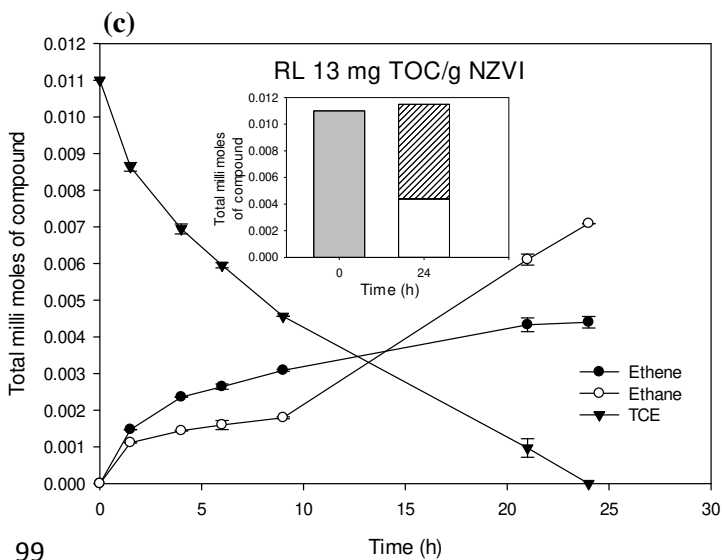 (c)
RL 13 mg TOC/g NZVI
Total milli moles of compound
0.012
0.011
0.010
0.009
0.008
0.007
0.006
0.005
0.004
0.003
0.002
0.001
0.000
Total milli moles
of compound
0.012
0.010
0.008
0.006
0.004
0.002
0.000
0 24
Time (h)
Ethene
Ethane
TCE
0 5 10 15 20 25 30
Time (h)
99